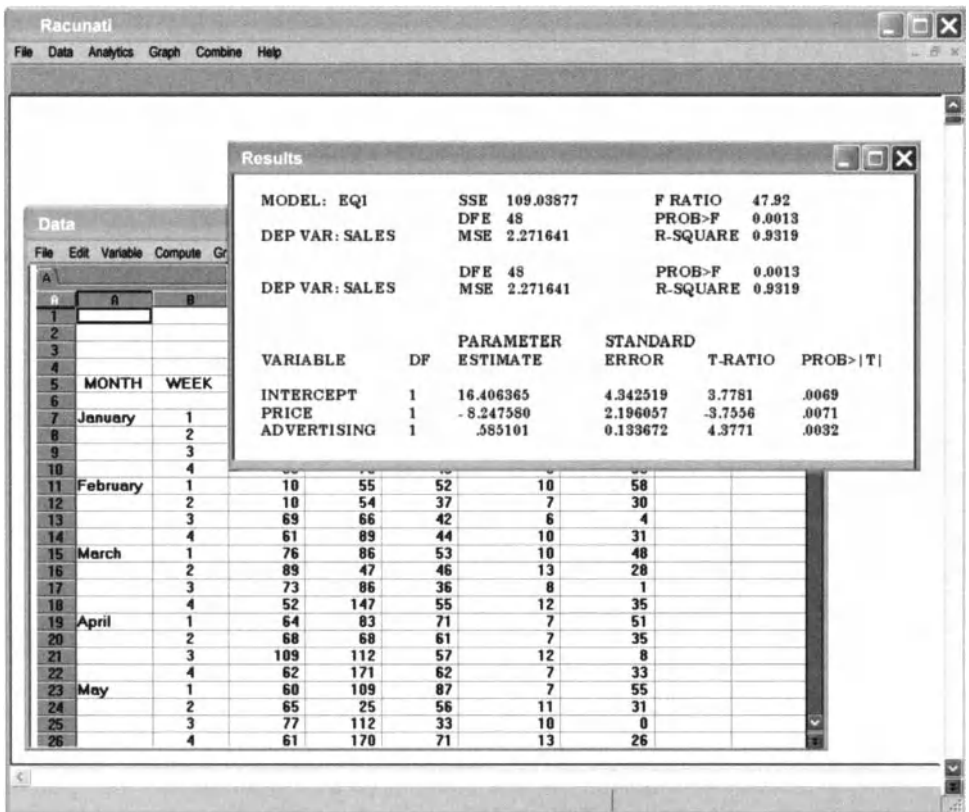 Racunati
File Data Analytics Graph Combine Help
Results
MODEL: EQ1 SSE 109.03877 F RATIO 47.92
DFE 48 PROB>F 0.0013
DEP VAR: SALES MSE 2.271641 R-SQUARE 0.9319
DFE 48 PROB>F 0.0013
DEP VAR: SALES MSE 2.271641 R-SQUARE 0.9319
PARAMETER STANDARD
VARIABLE DF ESTIMATE ERROR T-RATIO PROB>|T|
INTERCEPT 1 16.406365 4.342519 3.7781 .0069
PRICE 1 - 8.247580 2.196057 -3.7556 .0071
ADVERTISING 1 .585101 0.133672 4.3771 .0032
Data
File Edit Variable Compute Gr
A
A B
1
2
3
4
5 MONTH WEEK
6
7 January 1
8 2
9 3
10 4
11 February 1 10 55 52 10 58
12 2 10 54 37 7 30
13 3 69 66 42 6 4
14 4 61 89 44 10 31
15 March 1 76 86 53 10 48
16 2 89 47 46 13 28
17 3 73 86 36 8 1
18 4 52 147 55 12 35
19 April 1 64 83 71 7 51
20 2 68 68 61 7 35
21 3 109 112 57 12 8
22 4 62 171 62 7 33
23 May 1 60 109 87 7 55
24 2 65 25 56 11 31
25 3 77 112 33 10 0
26 4 61 170 71 13 26